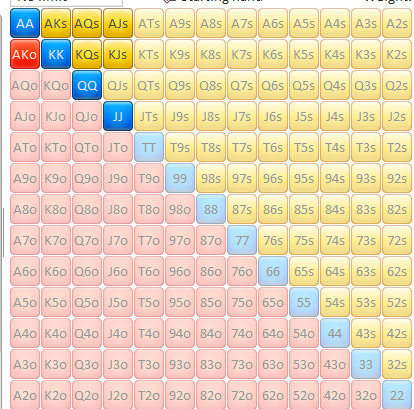 AA AKs AQs AJs ATs A9s A8s A7s A6s A5s A4s A3s A2s
AKo KK KQs KJs KTs K9s K8s K7s K6s K5s K4s K3s K2s
AQo KQo QQ QJs QTs Q9s Q8s Q7s Q6s Q5s Q4s Q3s Q2s
AJo KJo QJo JJ JTs J9s J8s J7s J6s J5s J4s J3s J2s
ATo KTo QTo JTo TT T9s T8s T7s T6s T5s T4s T3s T2s
A9o K9o Q9o J9o T9o 99 98s 97s 96s 95s 94s 93s 92s
A8o K8o Q8o J8o T8o 98o 88 87s 86s 85s 84s 83s 82s
A7o K7o Q7o J7o T7o 97o 87o 77 76s 75s 74s 73s 72s
A6o K6o Q6o J6o T6o 96o 86o 76o 66 65s 64s 63s 62s
A5o K5o Q5o J5o T5o 95o 85o 75o 65o 55 54s 53s 52s
A4o K4o Q4o J4o T4o 94o 84o 74o 64o 54o 44 43s 42s
A3o K3o Q3o J3o T3o 93o 83o 73o 63o 53o 43o 33 32s
A2o K2o Q2o J2o T2o 92o 82o 72o 62o 52o 42o 32o 22